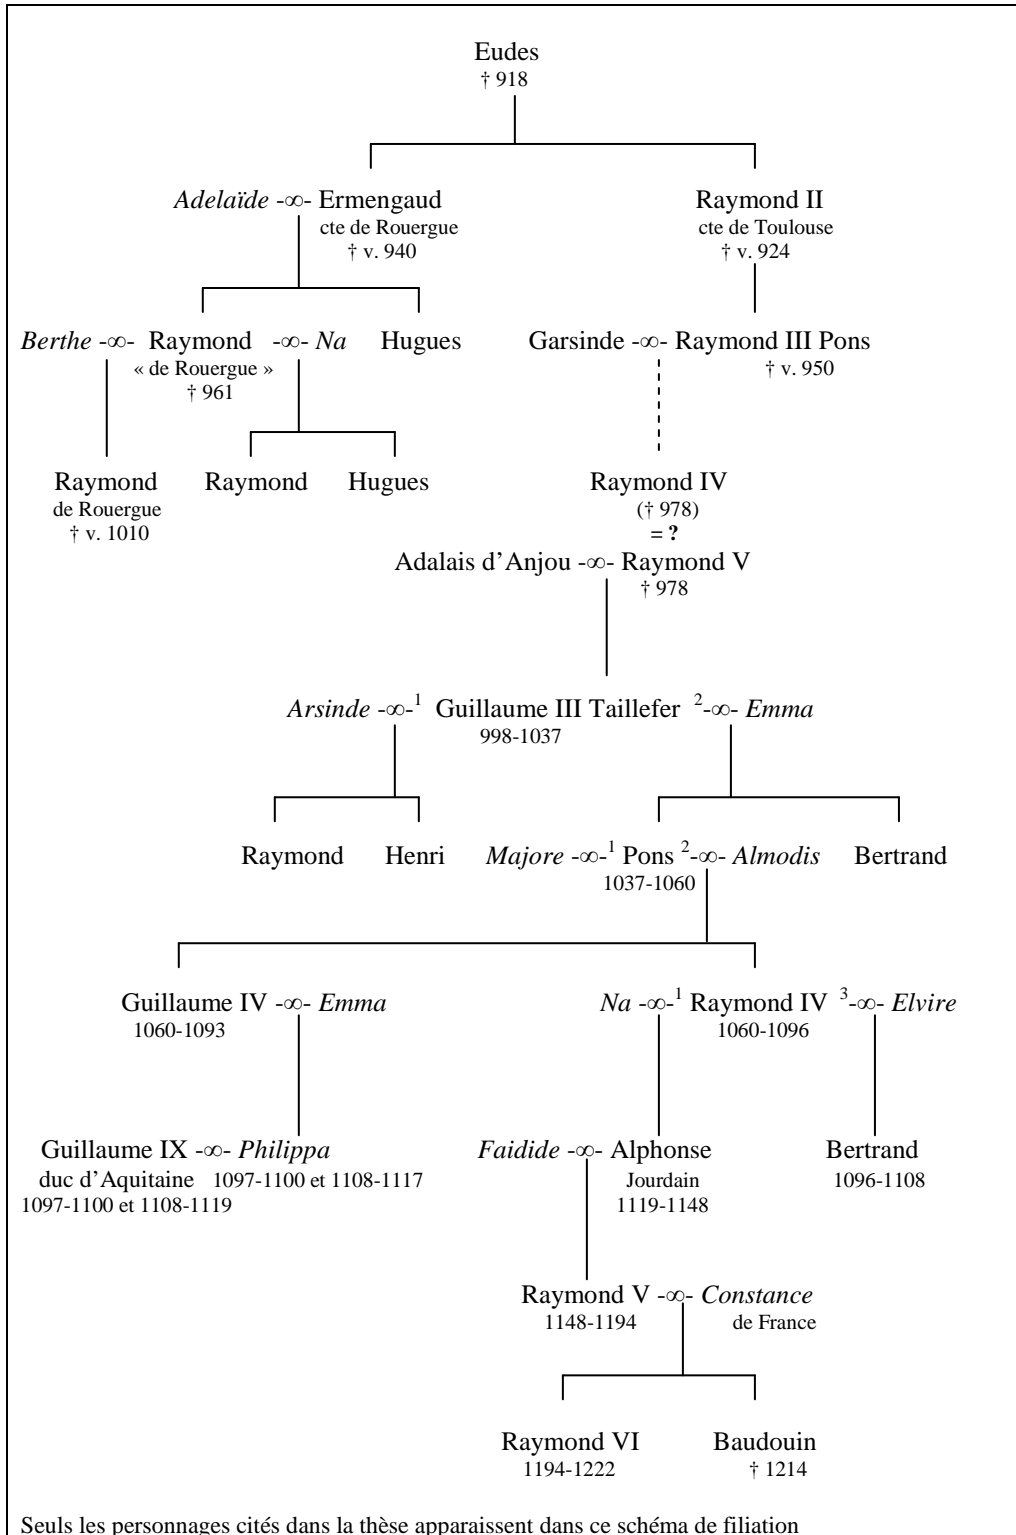 Eudes
† 918
Adelaïde -∞- Ermengaud
cte de Rouergue
† v. 940
Raymond II
cte de Toulouse
† v. 924
Berthe -∞- Raymond -∞- Na
« de Rouergue »
† 961
Hugues
Garsinde -∞- Raymond III Pons
† v. 950
Raymond
de Rouergue
† v. 1010
Raymond
Hugues
Raymond IV
(† 978)
= ?
Adalais d’Anjou -∞- Raymond V
† 978
Arsinde -∞-1 Guillaume III Taillefer 2-∞- Emma
998-1037
Raymond
Henri
Majore -∞-1 Pons 2-∞- Almodis
1037-1060
Bertrand
Guillaume IV -∞- Emma
1060-1093
Na -∞-1 Raymond IV 3-∞- Elvire
1060-1096
Guillaume IX -∞- Philippa
duc d’Aquitaine 1097-1100 et 1108-1117
1097-1100 et 1108-1119
Faidide -∞- Alphonse
Jourdain
1119-1148
Bertrand
1096-1108
Raymond V -∞- Constance
1148-1194
de France
Raymond VI
1194-1222
Baudouin
† 1214
Seuls les personnages cités dans la thèse apparaissent dans ce schéma de filiation